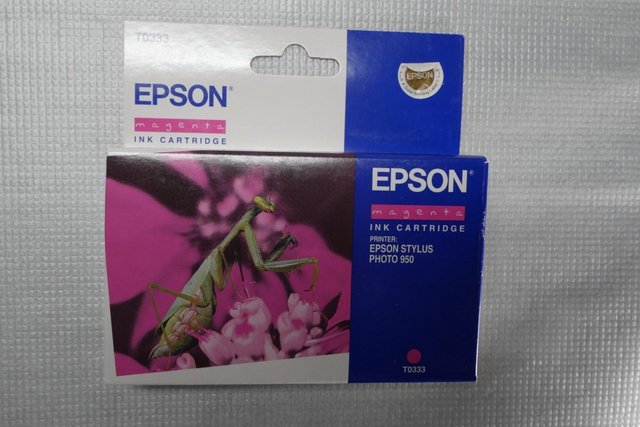 T0333
EPSON
EPSON®
magenta
INK CARTRIDGE
EPSON®
magenta
INK CARTRIDGE
PRINTER:
EPSON STYLUS
PHOTO 950
T0333